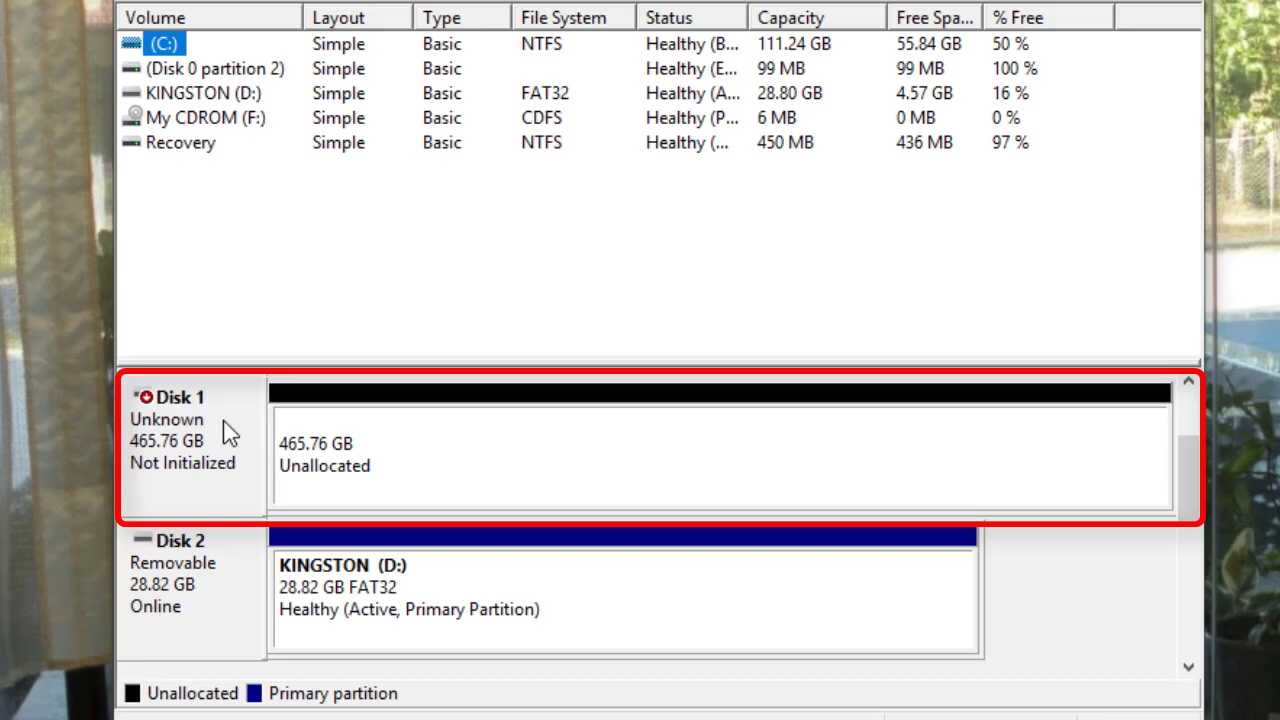 Volume Layout Type File System Status Capacity Free Spa... % Free
(C:) Simple Basic NTFS Healthy (B... 111.24 GB 55.84 GB 50 %
(Disk 0 partition 2) Simple Basic Healthy (E... 99 MB 99 MB 100 %
KINGSTON (D:) Simple Basic FAT32 Healthy (A... 28.80 GB 4.57 GB 16 %
My CDROM (F:) Simple Basic CDFS Healthy (P... 6 MB 0 MB 0 %
Recovery Simple Basic NTFS Healthy (... 450 MB 436 MB 97 %
Disk 1
Unknown
465.76 GB
Not Initialized
465.76 GB
Unallocated
Disk 2
Removable
28.82 GB
Online
KINGSTON (D:)
28.82 GB FAT32
Healthy (Active, Primary Partition)
Unallocated Primary partition